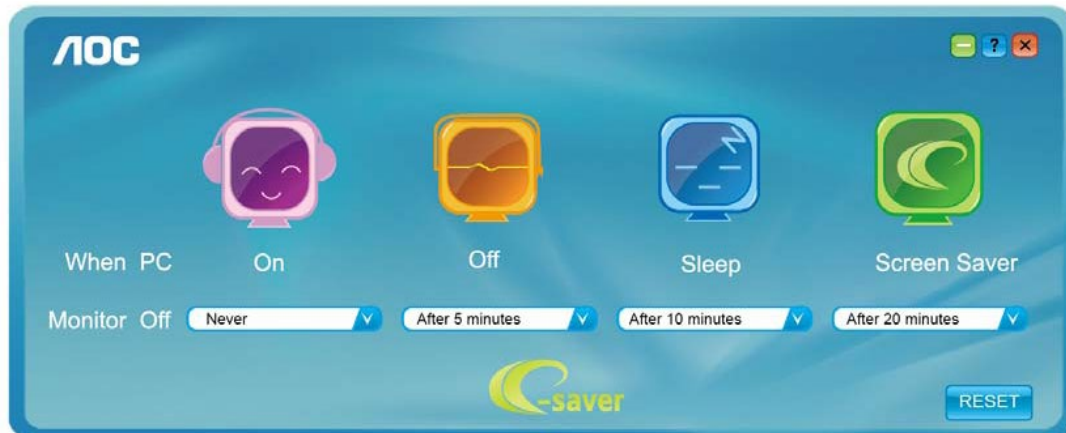 AOC
?
When PC On Off Sleep Screen Saver
Monitor Off Never After 5 minutes After 10 minutes After 20 minutes
e-saver
RESET